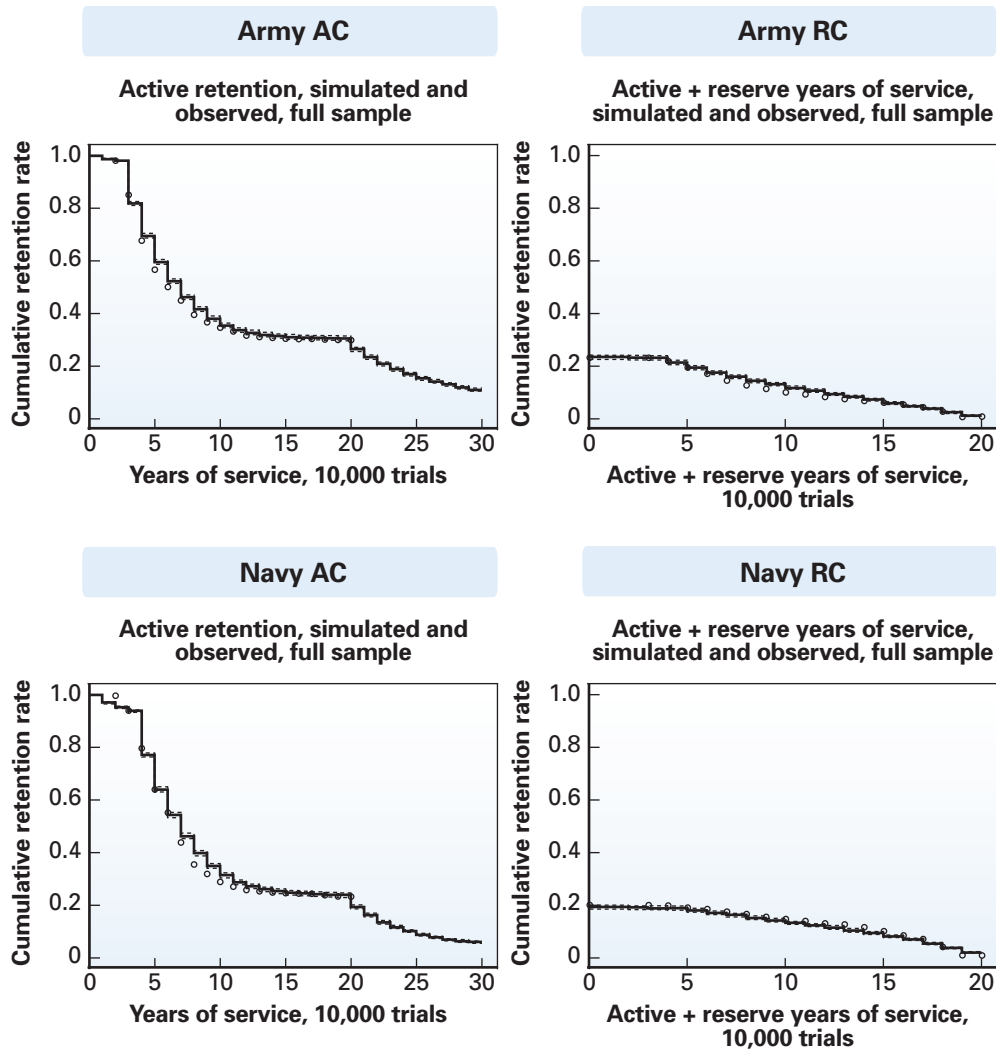 Army AC
Active retention, simulated and
observed, full sample
Cumulative retention rate
1.0
0.8
0.6
0.4
0.2
0
0 5 10 15 20 25 30
Years of service, 10,000 trials
Army RC
Active + reserve years of service,
simulated and observed, full sample
Cumulative retention rate
1.0
0.8
0.6
0.4
0.2
0
0 5 10 15 20
Active + reserve years of service,
10,000 trials
Navy AC
Active retention, simulated and
observed, full sample
Cumulative retention rate
1.0
0.8
0.6
0.4
0.2
0
0 5 10 15 20 25 30
Years of service, 10,000 trials
Navy RC
Active + reserve years of service,
simulated and observed, full sample
Cumulative retention rate
1.0
0.8
0.6
0.4
0.2
0
0 5 10 15 20
Active + reserve years of service,
10,000 trials